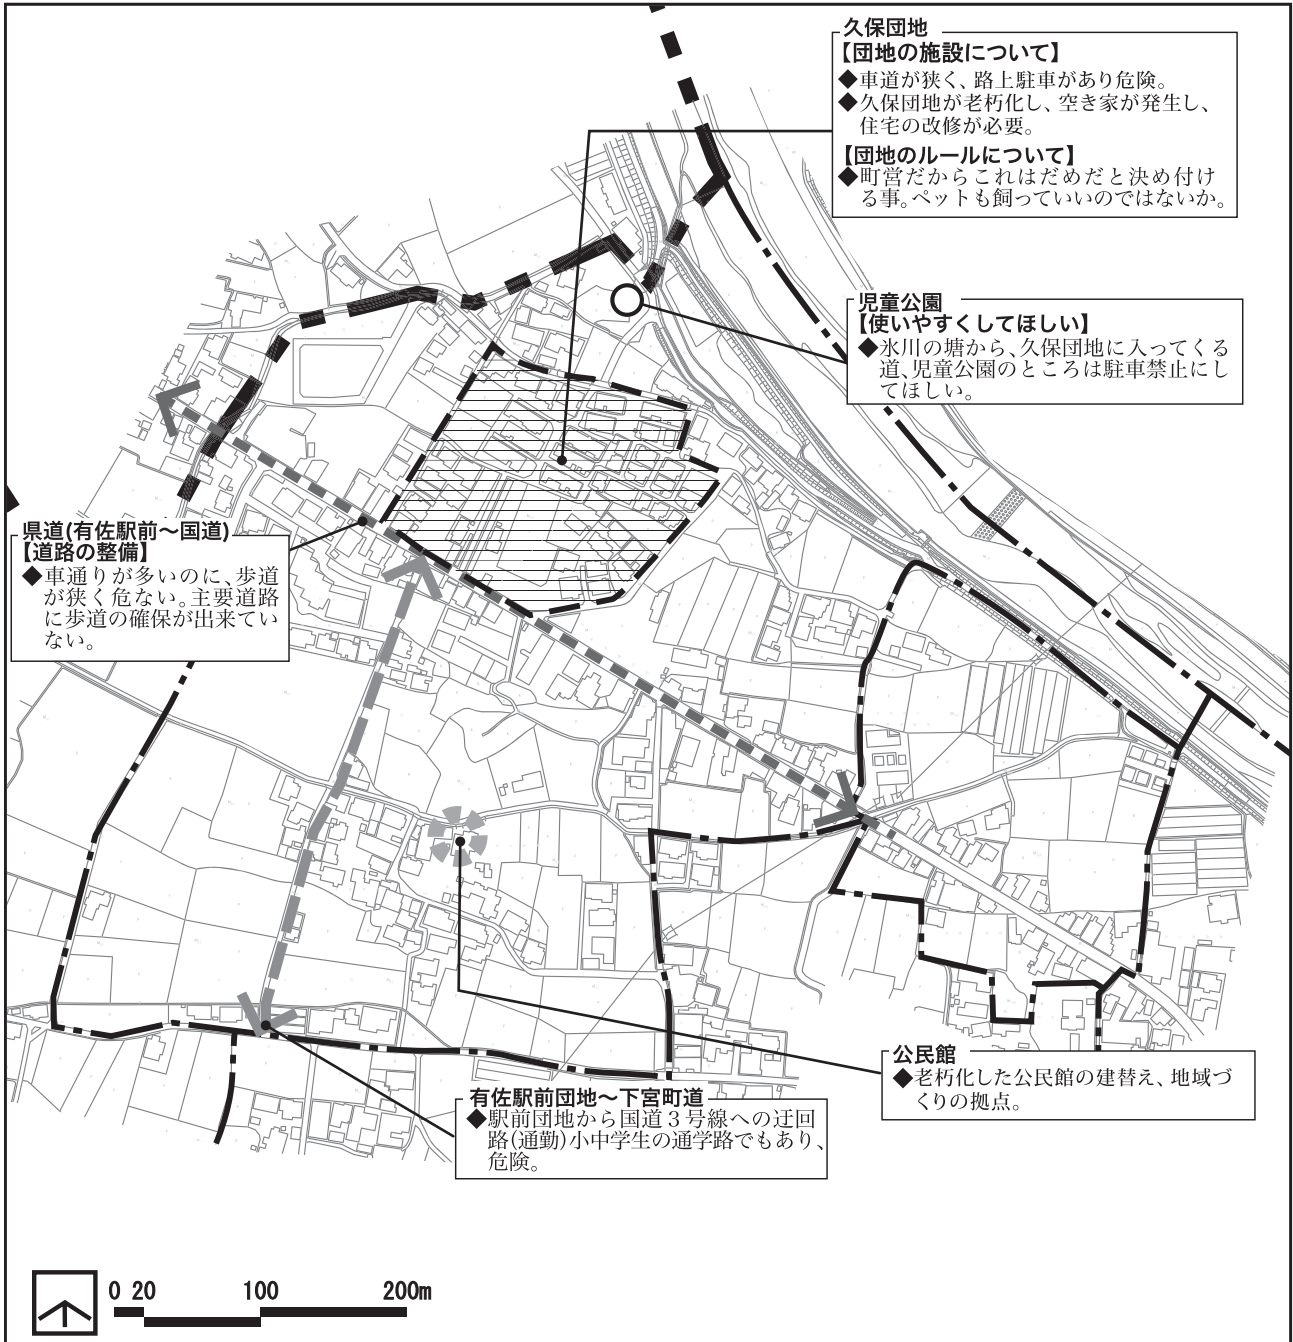 久保団地
【団地の施設について】
◆車道が狭く、路上駐車があり危険。
◆久保団地が老朽化し、空き家が発生し、
住宅の改修が必要。
【団地のルールについて】
◆町営だからこれはだめだと決め付け
る事。ペットも飼っていいのではないか。
児童公園
【使いやすくしてほしい】
◆氷川の塘から、久保団地に入ってくる
道、児童公園のところは駐車禁止にし
てほしい。
県道(有佐駅前～国道)
【道路の整備】
◆車通りが多いのに、歩道
が狭く危ない。主要道路
に歩道の確保が出来てい
ない。
公民館
◆老朽化した公民館の建替え、地域づ
くりの拠点。
有佐駅前団地～下宮町道
◆駅前団地から国道3号線への迂回
路(通勤)小中学生の通学路でもあり、
危険。
0 20 100 200m